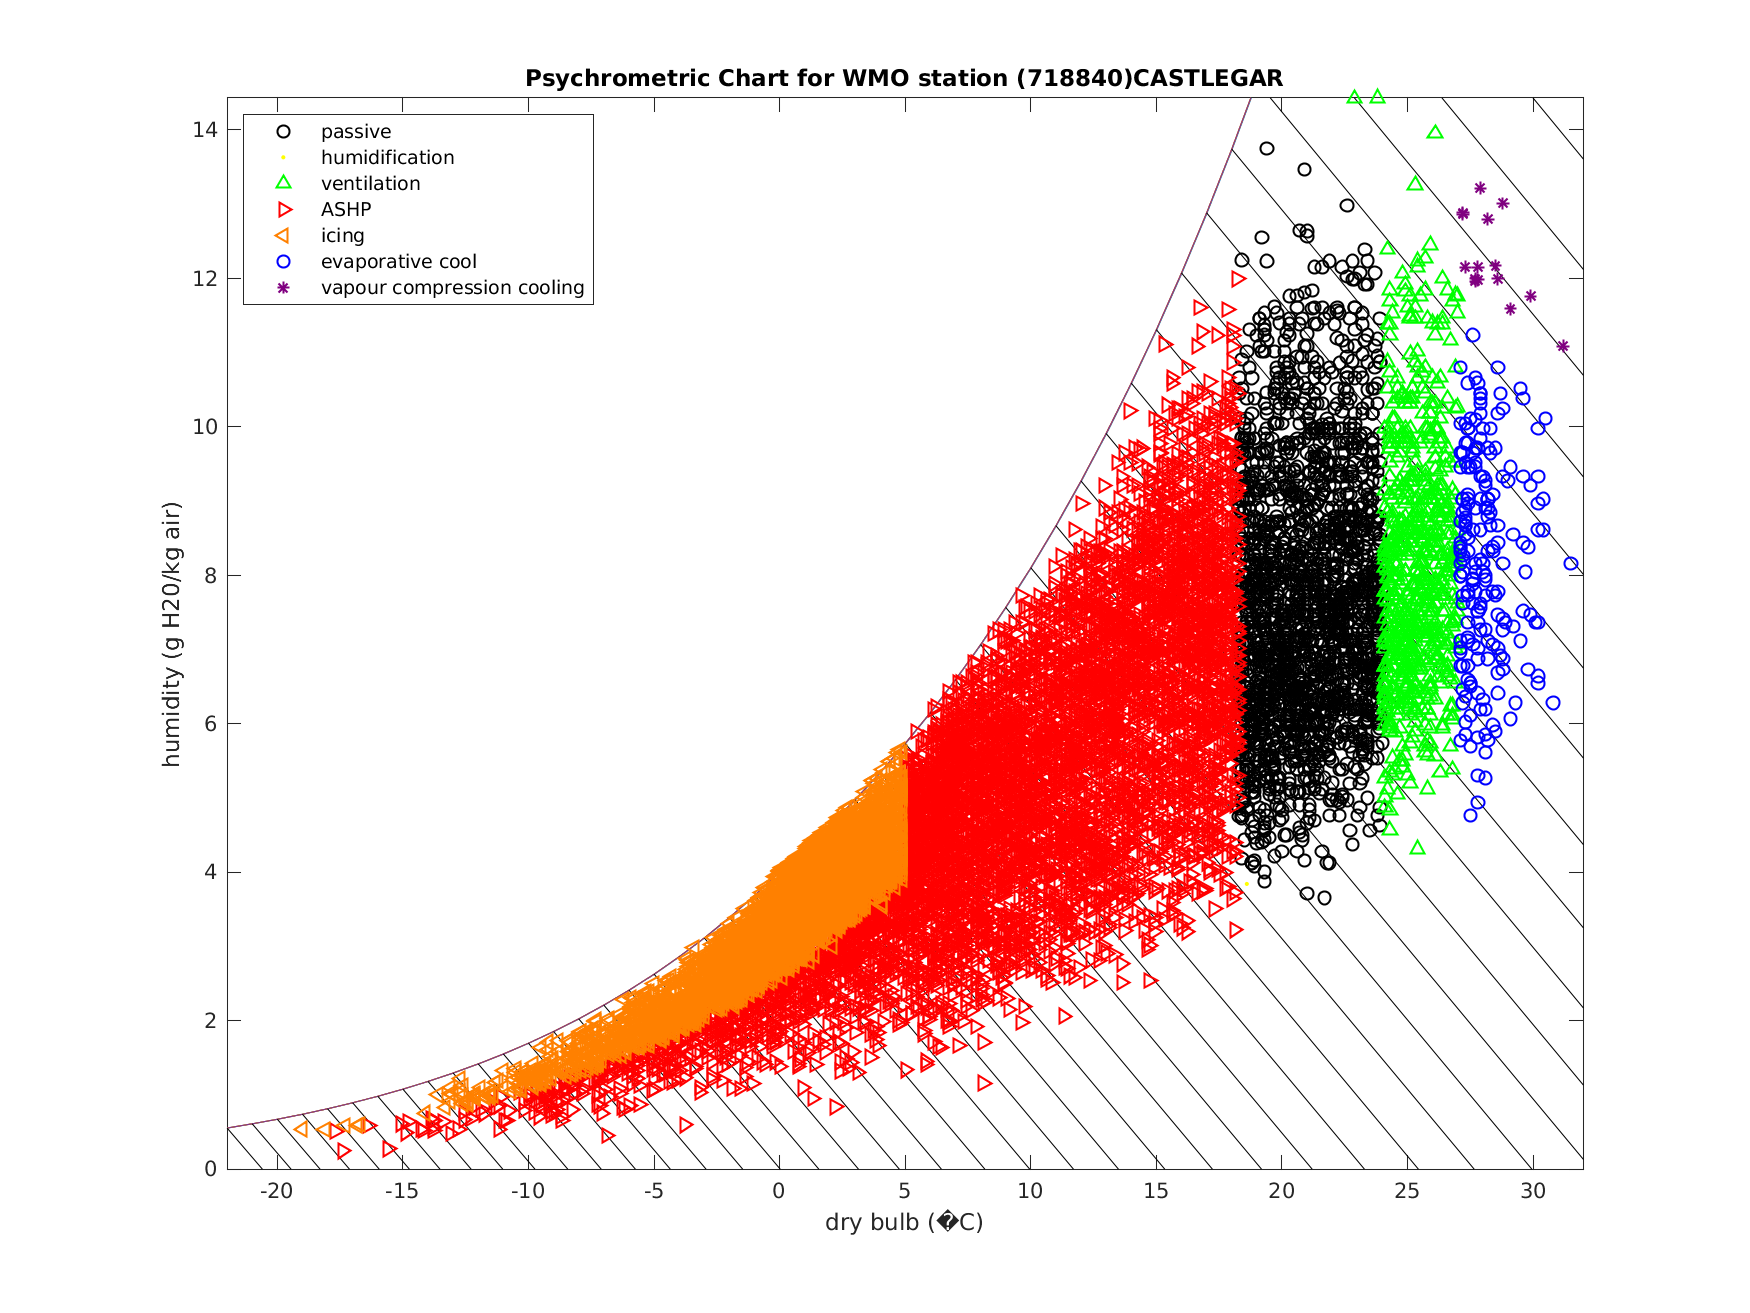 Psychrometric Chart for WMO station (718840)CASTLEGAR
passive
humidification
ventilation
ASHP
icing
evaporative cool
vapour compression cooling
humidity (g H20/kg air)
14
12
10
8
6
4
2
0
-20 -15 -10 -5 0 5 10 15 20 25 30
dry bulb (�C)